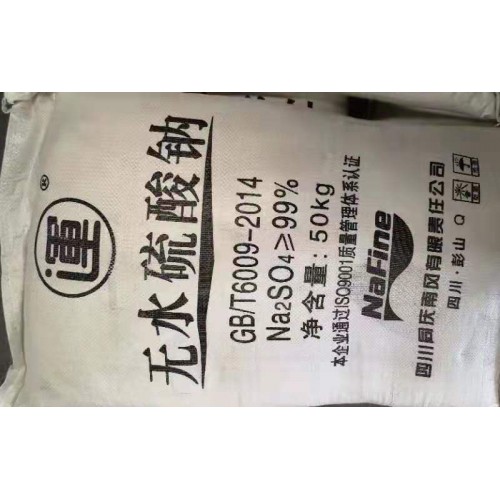 運
®
无水硫酸钠
GB/T6009-2014
Na2SO4≥99%
净含量：50kg
本企业通过ISO9001质量管理体系认证
NaFine
四川同庆南风有限责任公司
四川·彭山 Q